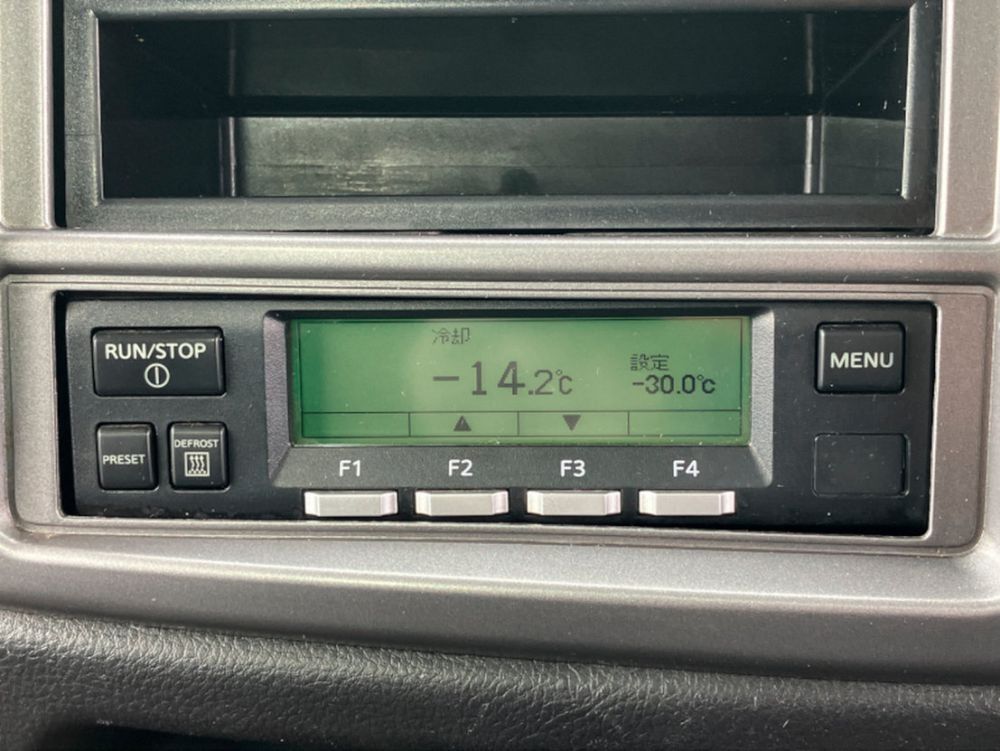 RUN/STOP
冷却
-14.2℃
設定
-30.0℃
MENU
PRESET
DEFROST
▲ ▼
F1 F2 F3 F4